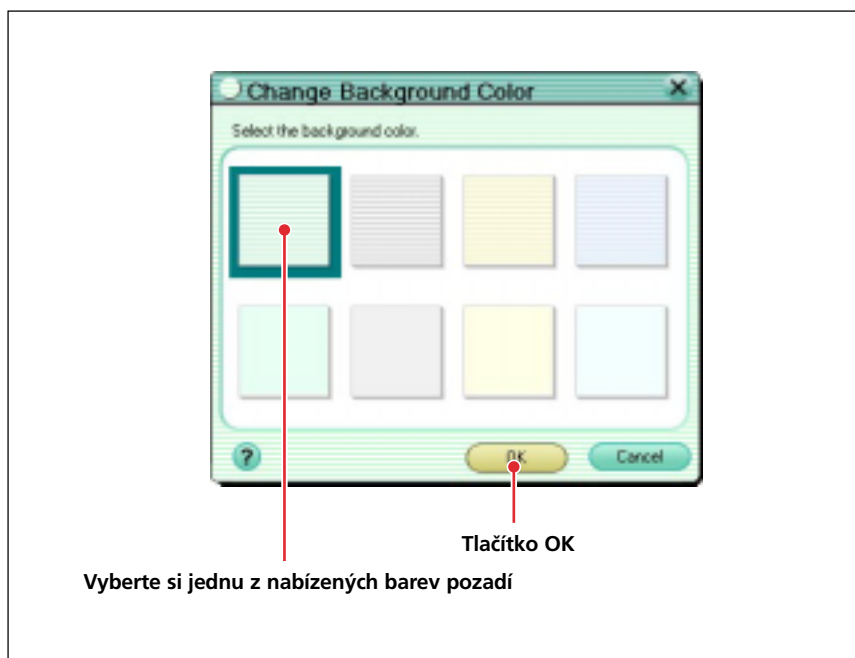 Change Background Color
Select the background color.
?
OK
Cancel
Tlačítko OK
Vyberte si jednu z nabízených barev pozadí